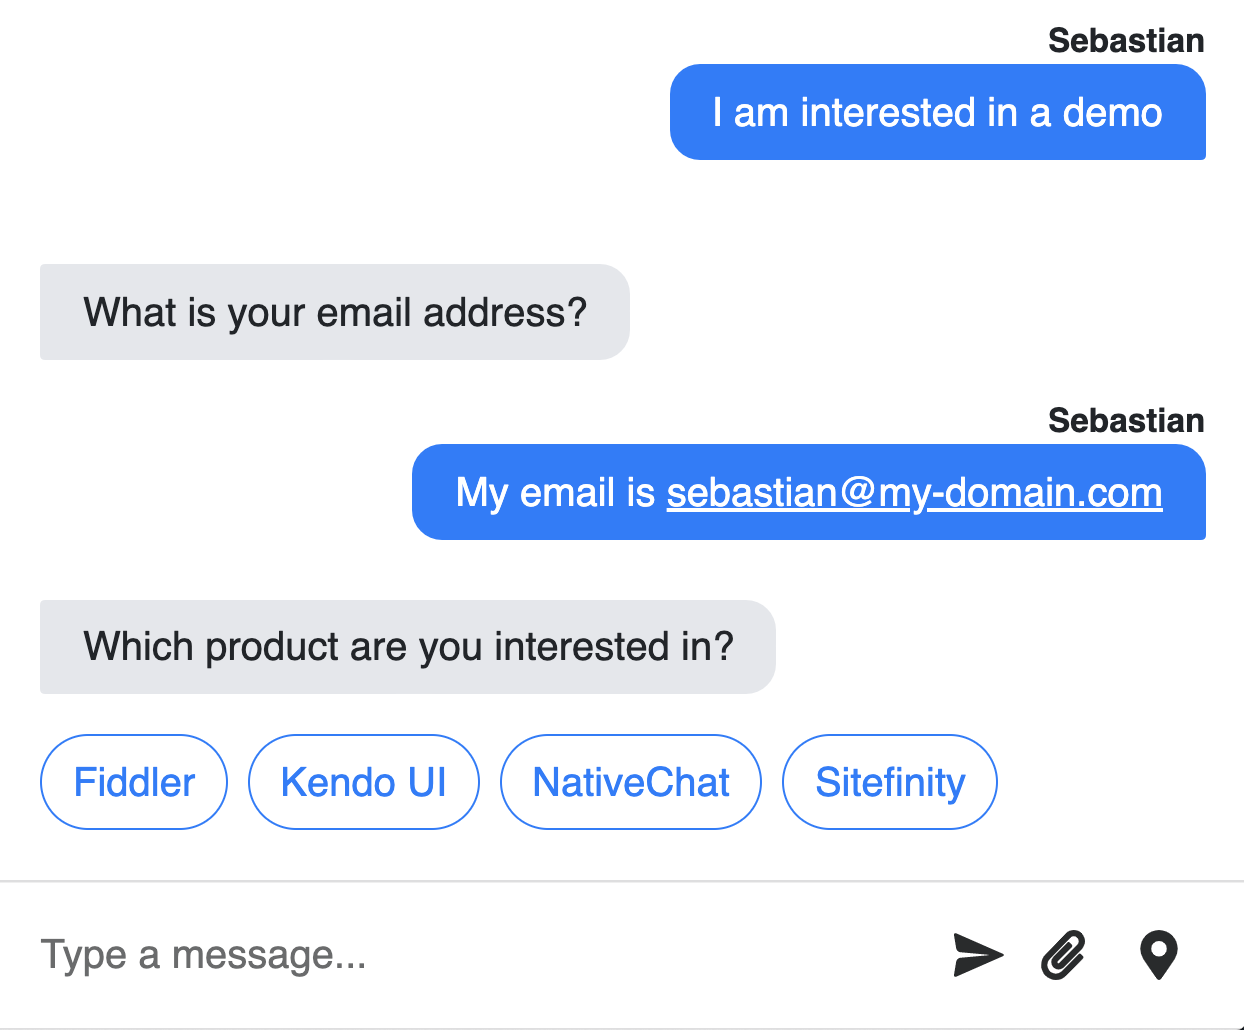 Sebastian
I am interested in a demo
What is your email address?
Sebastian
My email is sebastian@my-domain.com
Which product are you interested in?
Fiddler Kendo UI NativeChat Sitefinity
Type a message...